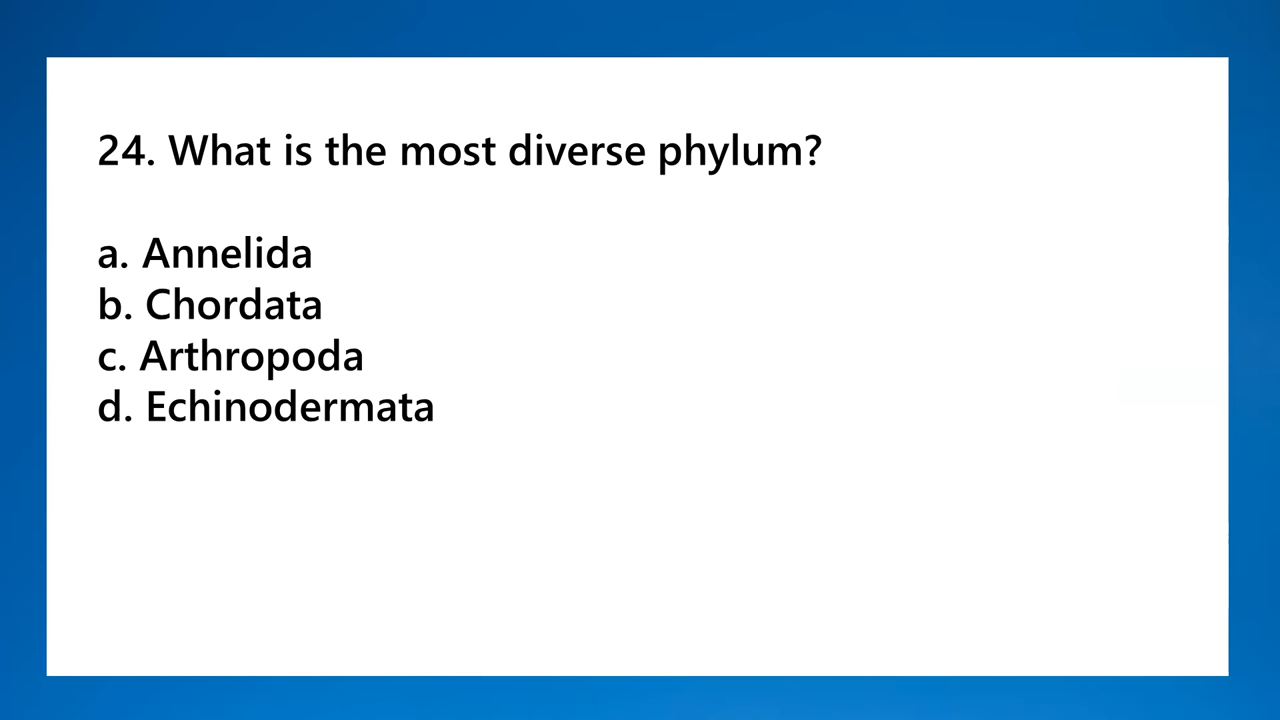 24. What is the most diverse phylum?
a. Annelida
b. Chordata
c. Arthropoda
d. Echinodermata